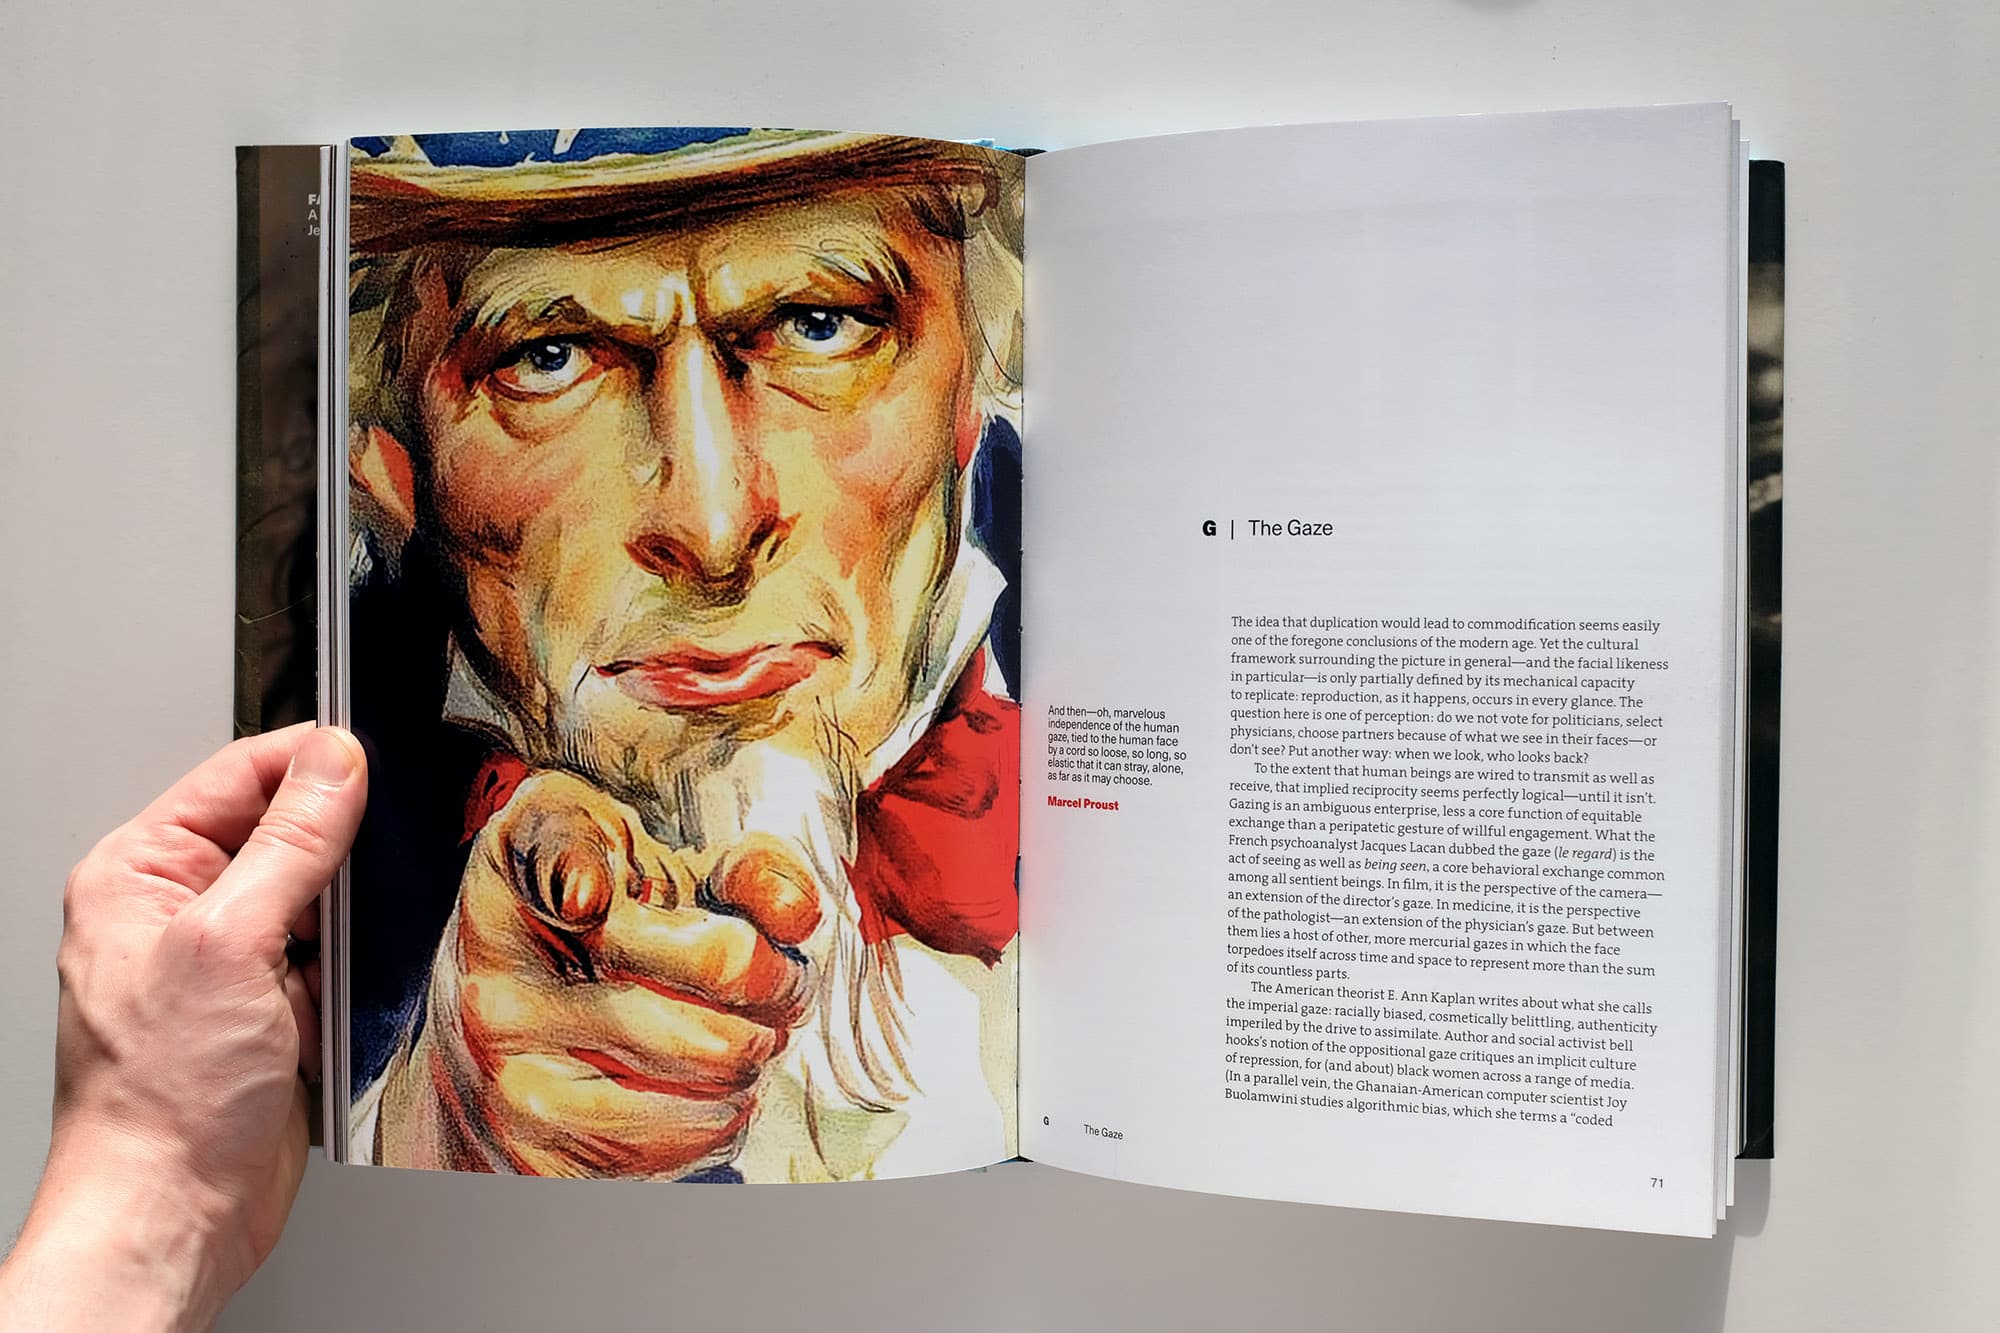 FA
A
Je
G | The Gaze
The idea that duplication would lead to commodification seems easily
one of the foregone conclusions of the modern age. Yet the cultural
framework surrounding the picture in general—and the facial likeness
in particular—is only partially defined by its mechanical capacity
to replicate: reproduction, as it happens, occurs in every glance. The
question here is one of perception: do we not vote for politicians, select
physicians, choose partners because of what we see in their faces—or
don't see? Put another way: when we look, who looks back?
To the extent that human beings are wired to transmit as well as
receive, that implied reciprocity seems perfectly logical—until it isn't.
Gazing is an ambiguous enterprise, less a core function of equitable
exchange than a peripatetic gesture of willful engagement. What the
French psychoanalyst Jacques Lacan dubbed the gaze (le regard) is the
act of seeing as well as being seen, a core behavioral exchange common
among all sentient beings. In film, it is the perspective of the camera—
an extension of the director's gaze. In medicine, it is the perspective
of the pathologist—an extension of the physician's gaze. But between
them lies a host of other, more mercurial gazes in which the face
torpedoes itself across time and space to represent more than the sum
of its countless parts.
The American theorist E. Ann Kaplan writes about what she calls
the imperial gaze: racially biased, cosmetically belittling, authenticity
imperiled by the drive to assimilate. Author and social activist bell
hooks's notion of the oppositional gaze critiques an implicit culture
of repression, for (and about) black women across a range of media.
(In a parallel vein, the Ghanaian-American computer scientist Joy
Buolamwini studies algorithmic bias, which she terms a “coded
And then—oh, marvelous
independence of the human
gaze, tied to the human face
by a cord so loose, so long, so
elastic that it can stray, alone,
as far as it may choose.
Marcel Proust
G The Gaze
71